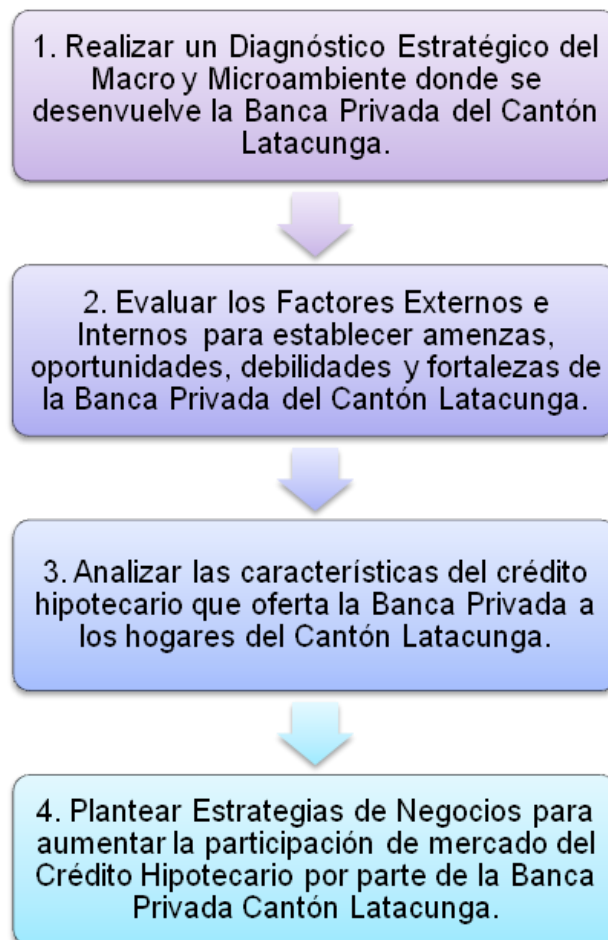 1. Realizar un Diagnóstico Estratégico del
Macro y Microambiente donde se
desenvuelve la Banca Privada del Cantón
Latacunga.
2. Evaluar los Factores Externos e
Internos para establecer amenzas,
oportunidades, debilidades y fortalezas de
la Banca Privada del Cantón Latacunga.
3. Analizar las características del crédito
hipotecario que oferta la Banca Privada a
los hogares del Cantón Latacunga.
4. Plantear Estrategias de Negocios para
aumentar la participación de mercado del
Crédito Hipotecario por parte de la Banca
Privada Cantón Latacunga.